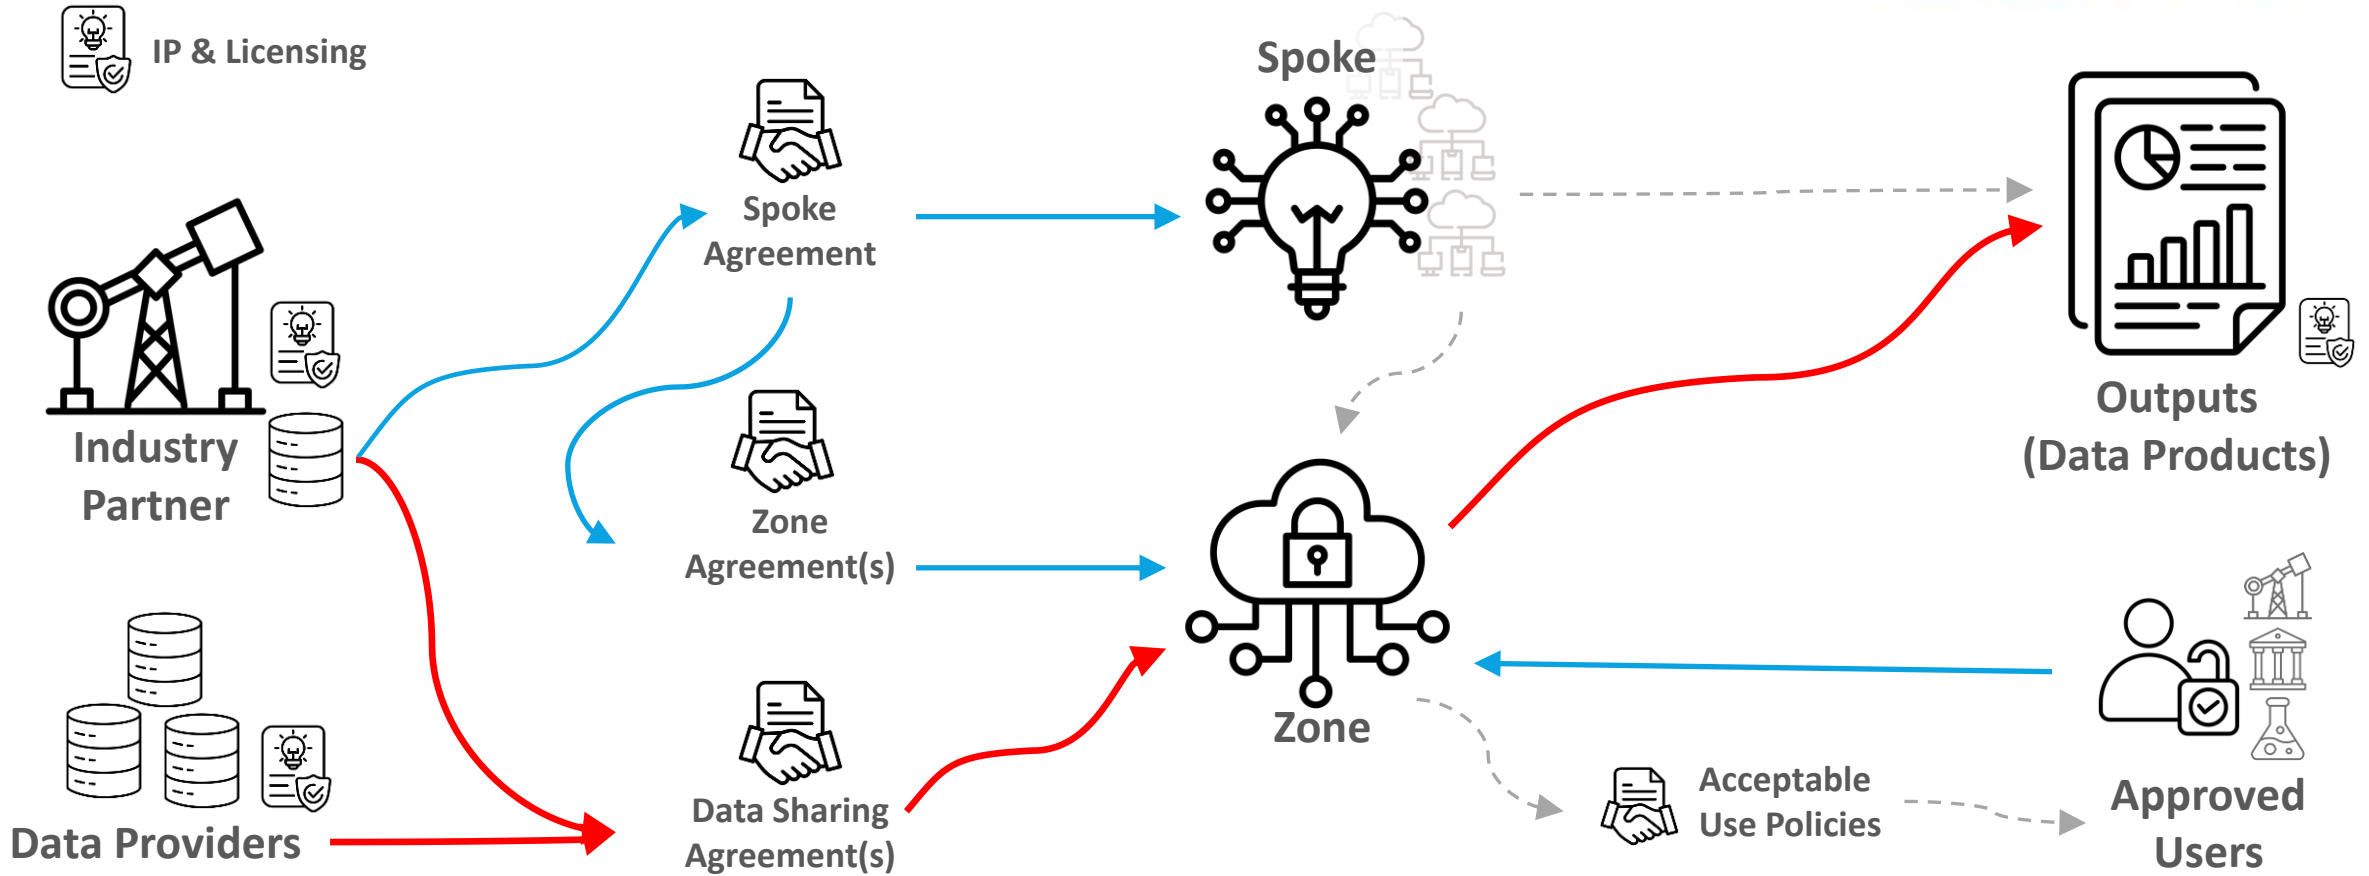 IP & Licensing
Spoke
Spoke
Agreement
Industry
Partner
Zone
Agreement(s)
Outputs
(Data Products)
Zone
Data Providers
Data Sharing
Agreement(s)
Acceptable
Use Policies
Approved
Users